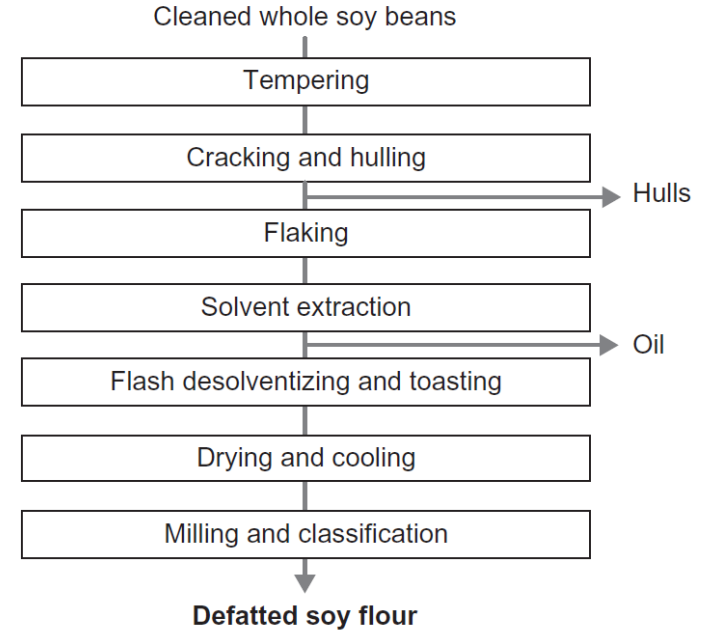 Cleaned whole soy beans
Tempering
Cracking and hulling
Hulls
Flaking
Solvent extraction
Oil
Flash desolventizing and toasting
Drying and cooling
Milling and classification
Defatted soy flour